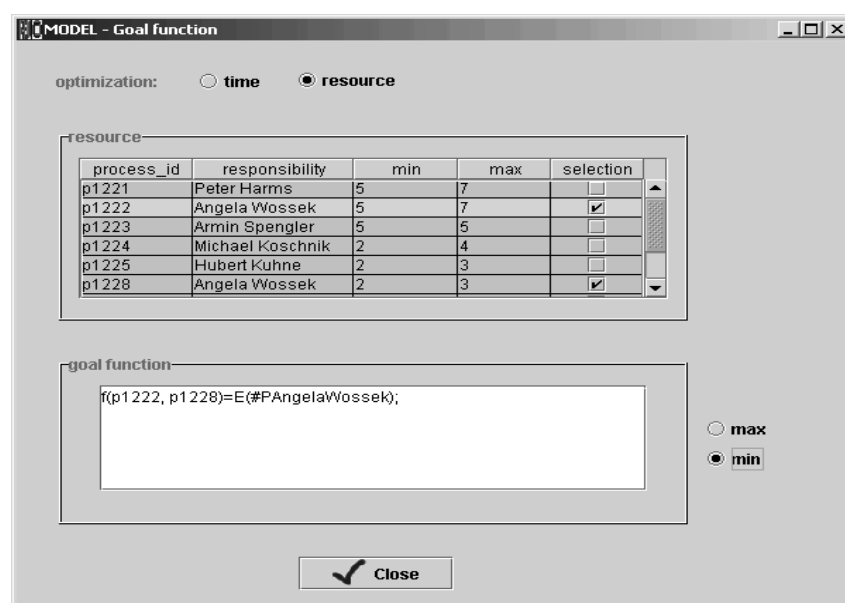 MODEL - Goal function
optimization: time resource
resource
process_id responsibility min max selection
p1221 Peter Harms 5 7
p1222 Angela Wossek 5 7
p1223 Armin Spengler 5 5
p1224 Michael Koschnik 2 4
p1225 Hubert Kuhne 2 3
p1228 Angela Wossek 2 3
goal function
f(p1222, p1228)=E(#PAngelaWossek);
max
min
Close